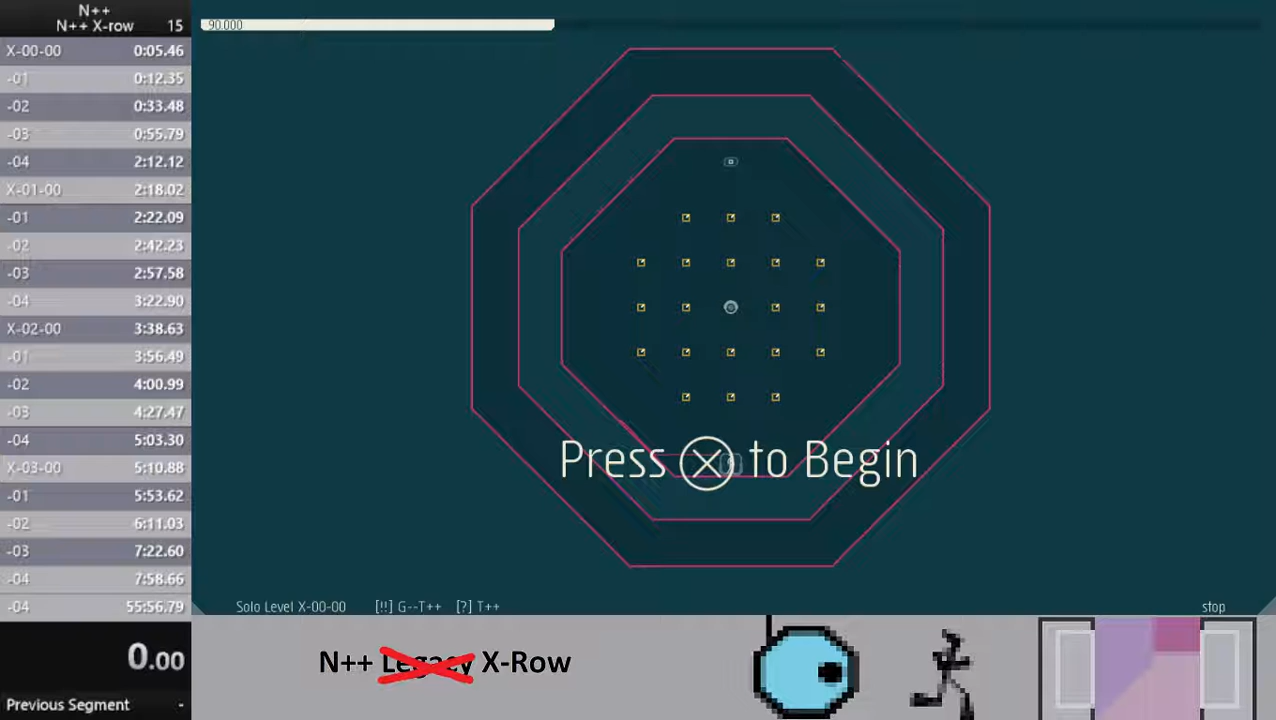 N++
N++ X-row 15
X-00-00 0:05.46
-01 0:12.35
-02 0:33.48
-03 0:55.79
-04 2:12.12
X-01-00 2:18.02
-01 2:22.09
-02 2:42.23
-03 2:57.58
-04 3:22.90
X-02-00 3:38.63
-01 3:56.49
-02 4:00.99
-03 4:27.47
-04 5:03.30
X-03-00 5:10.88
-01 5:53.62
-02 6:11.03
-03 7:22.60
-04 7:58.66
-04 55:56.79
0.00
Previous Segment -
90.000
Press X to Begin
Solo Level X-00-00 [!!] G--T++ [?] T++
stop
N++ Legacy X-Row